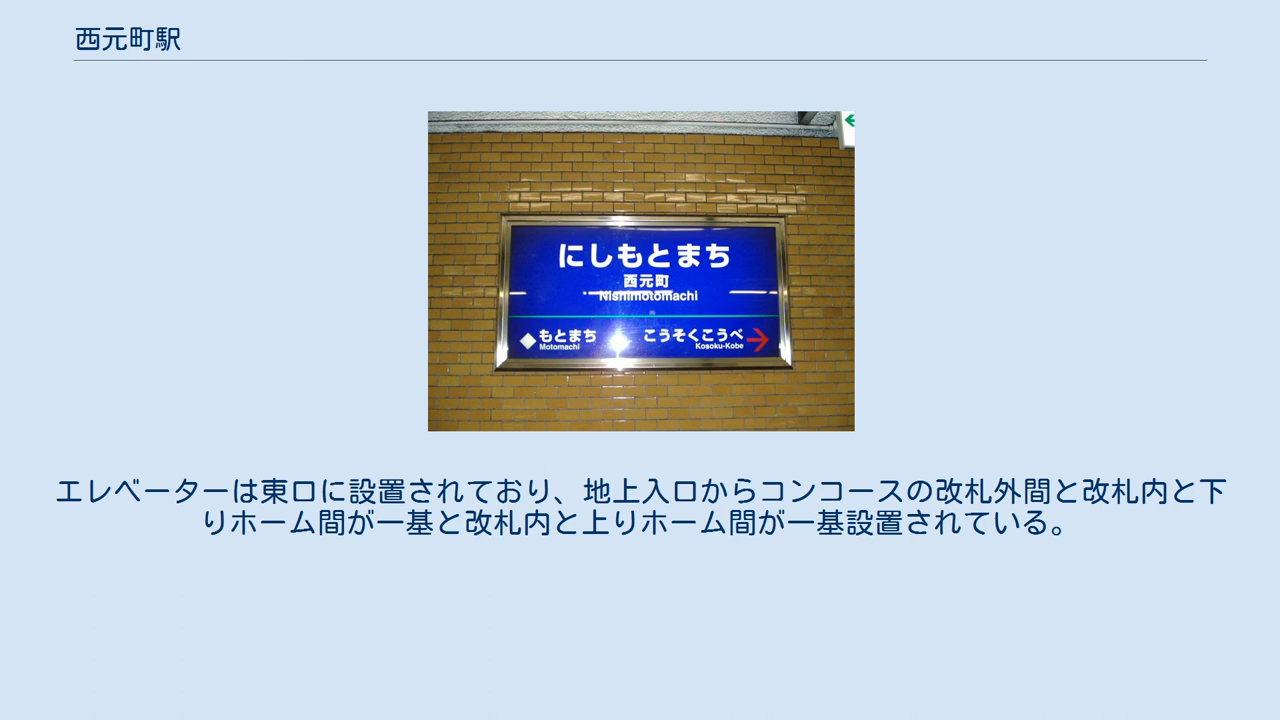 西元町駅
にしもとまち
西元町
Nishimotomachi
もとまち こうそくこうべ
Motomachi Kosoku-Kobe
エレベーターは東口に設置されており、地上入口からコンコースの改札外間と改札内と下
りホーム間が一基と改札内と上りホーム間が一基設置されている。